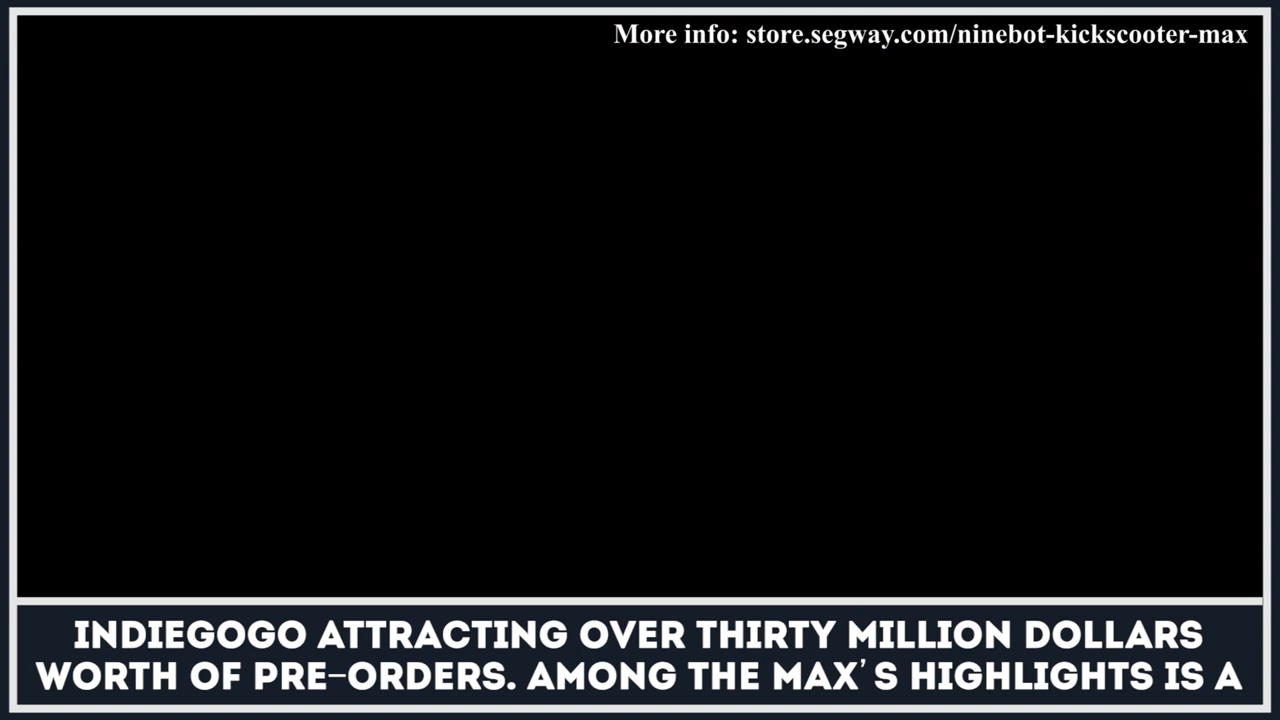 More info: store.segway.com/ninebot-kickscooter-max
INDIEGOGO ATTRACTING OVER THIRTY MILLION DOLLARS
WORTH OF PRE-ORDERS. AMONG THE MAX'S HIGHLIGHTS IS A